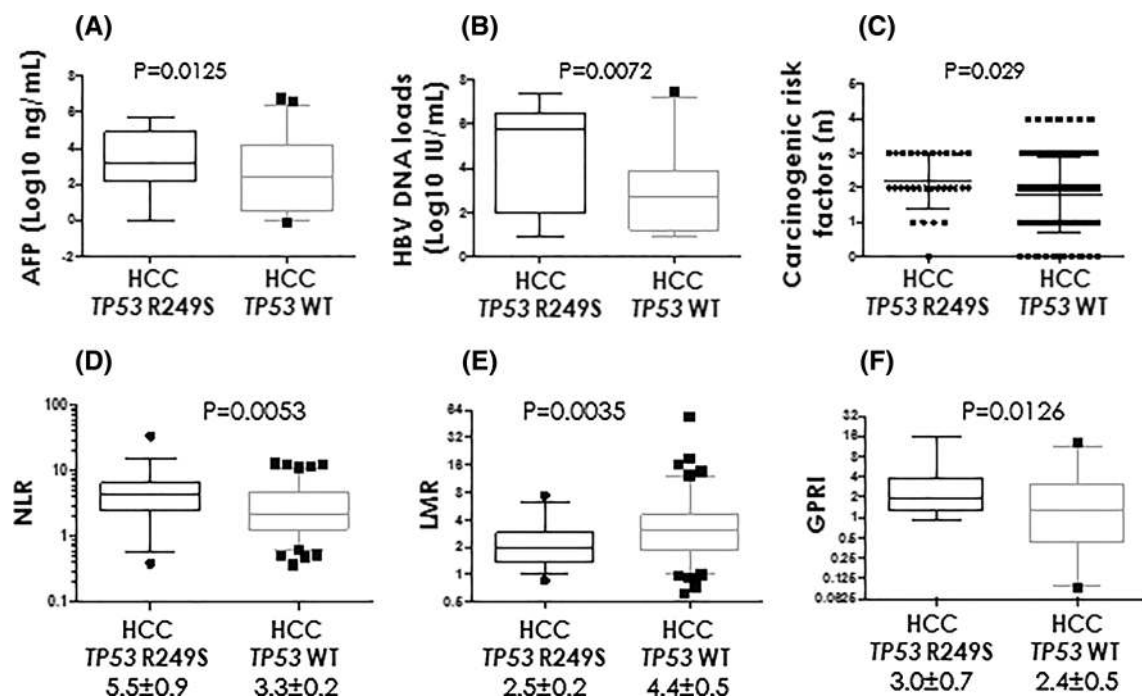 (A)
P=0.0125
AFP (Log10 ng/mL)
8
6
4
2
0
-2
HCC
TP53 R249S
HCC
TP53 WT
(B)
P=0.0072
HBV DNA loads
(Log10 IU/mL)
8
6
4
2
0
HCC
TP53 R249S
HCC
TP53 WT
(C)
P=0.029
Carcinogenic risk
factors (n)
5
4
3
2
1
0
HCC
TP53 R249S
HCC
TP53 WT
(D)
P=0.0053
NLR
100
10
1
0.1
HCC
TP53 R249S
5.5±0.9
HCC
TP53 WT
3.3±0.2
(E)
P=0.0035
LMR
64
32
16
8
4
2
1
0.5
HCC
TP53 R249S
2.5±0.2
HCC
TP53 WT
4.4±0.5
(F)
P=0.0126
GPRI
32
16
8
4
2
1
0.5
0.25
0.126
0.0626
HCC
TP53 R249S
3.0±0.7
HCC
TP53 WT
2.4±0.5